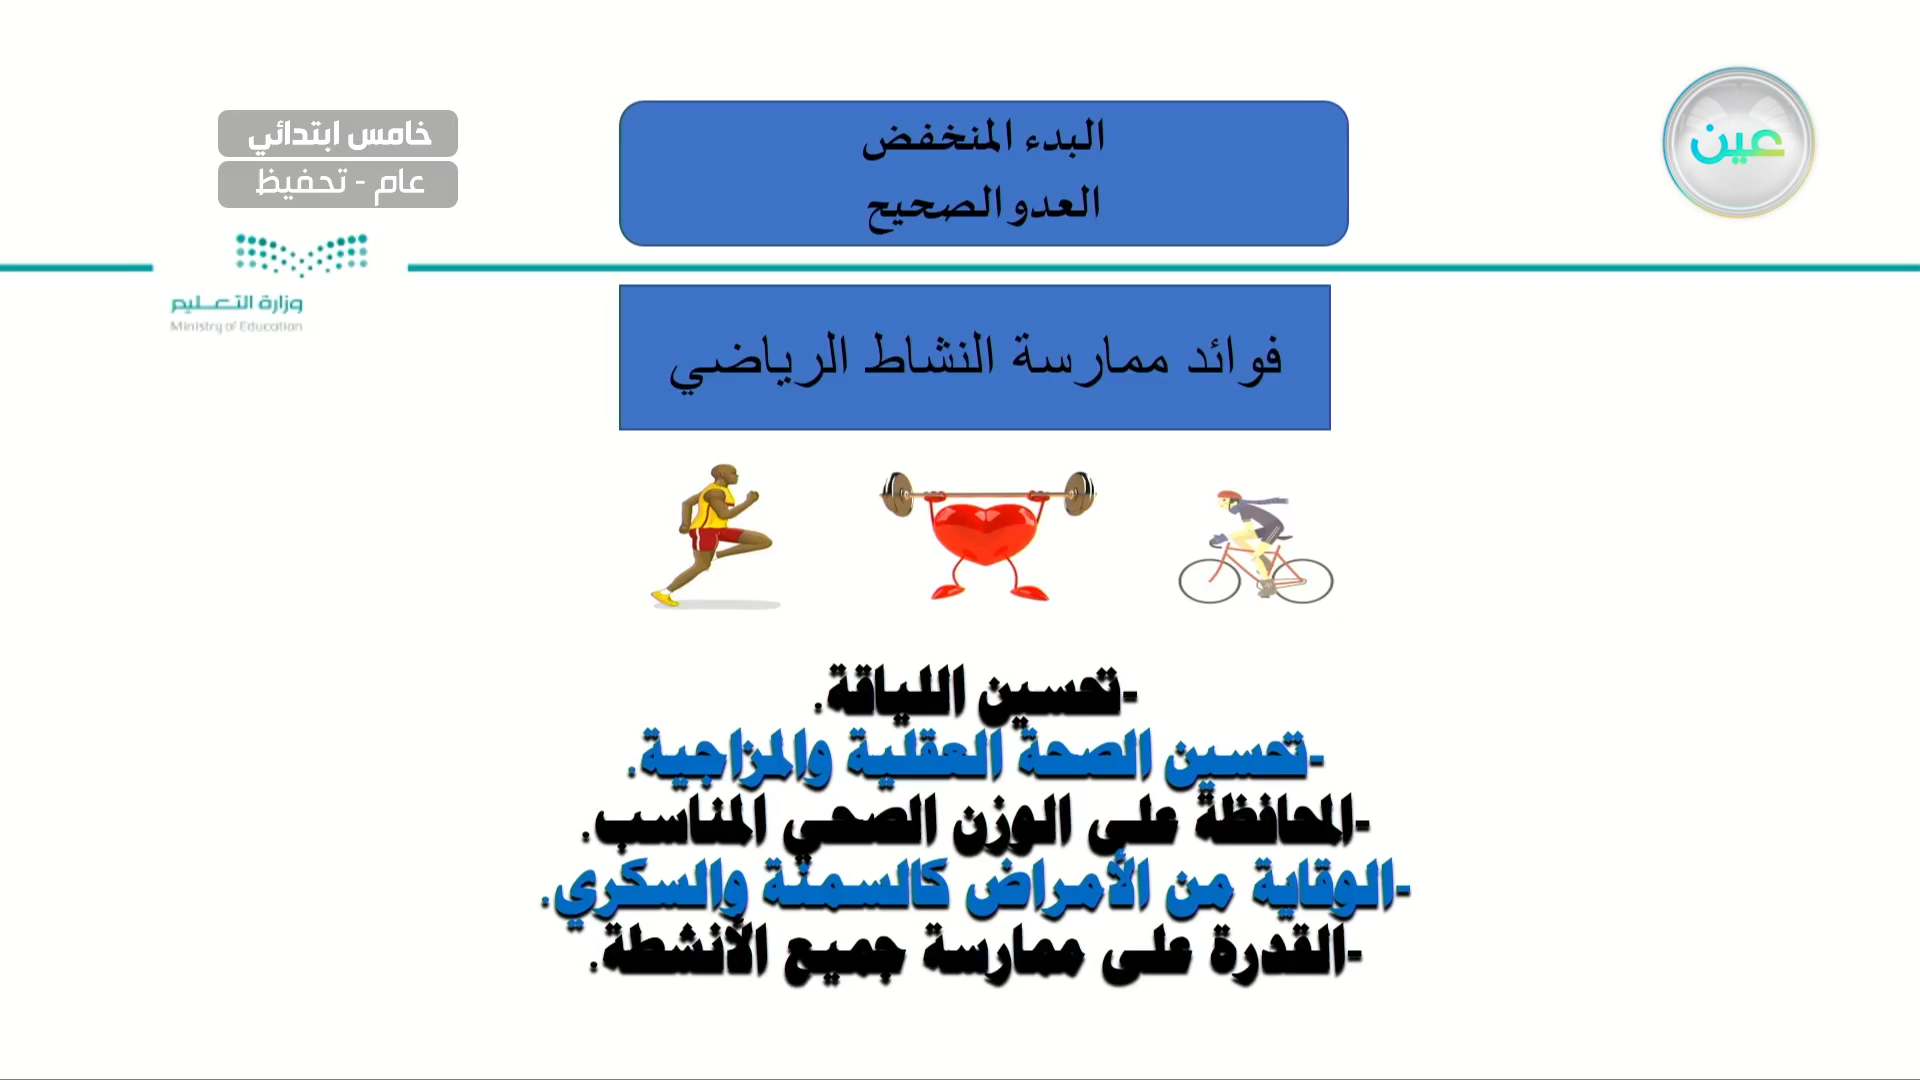 خامس ابتدائي
عام - تحفيظ
وزارة التعليم
Ministry of Education
عين
البدء المنخفض
العدو الصحيح
فوائد ممارسة النشاط الرياضي
-تحسين اللياقة.
-تحسين الصحة العقلية والمزاجية.
-المحافظة على الوزن الصحي المناسب.
-الوقاية من الأمراض كالسمنة والسكري.
-القدرة على ممارسة جميع الأنشطة.